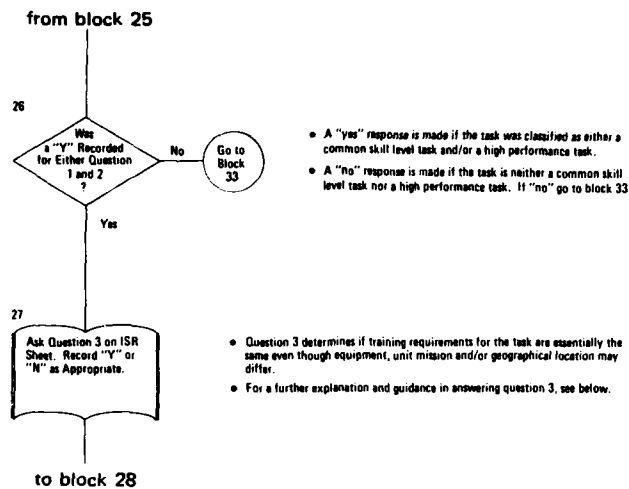 from block 25
26
Was
a "Y" Recorded
for Either Question
1 and 2
?
No
Go to
Block
33
• A "yes" response is made if the task was classified as either a
common skill level task and/or a high performance task.
• A "no" response is made if the task is neither a common skill
level task nor a high performance task. If "no" go to block 33
Yes
27
Ask Question 3 on ISR
Sheet. Record "Y" or
"N" as Appropriate.
• Question 3 determines if training requirements for the task are essentially the
same even though equipment, unit mission and/or geographical location may
differ.
• For a further explanation and guidance in answering question 3, see below.
to block 28